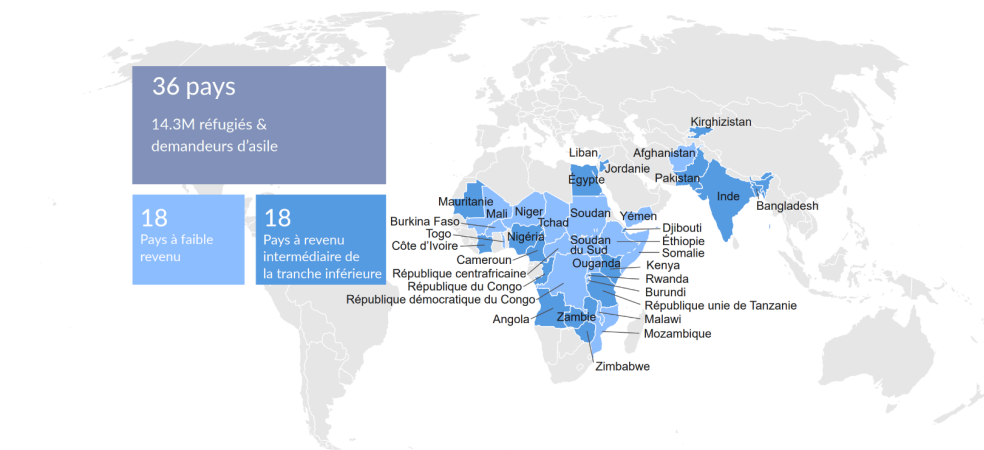 36 pays
14.3M réfugiés &
demandeurs d'asile
18
Pays à faible
revenu
18
Pays à revenu
intermédiaire de
la tranche inférieure
Kirghizistan
Liban
Afghanistan
Jordanie
Égypte
Pakistan
Inde
Bangladesh
Mauritanie
Mali
Niger
Tchad
Soudan
Yémen
Burkina Faso
Togo
Nigéria
Côte d'Ivoire
Cameroun
République centrafricaine
République du Congo
République démocratique du Congo
Angola
Soudan
du Sud
Ouganda
Zambie
Djibouti
Éthiopie
Somalie
Kenya
Rwanda
Burundi
République unie de Tanzanie
Malawi
Mozambique
Zimbabwe